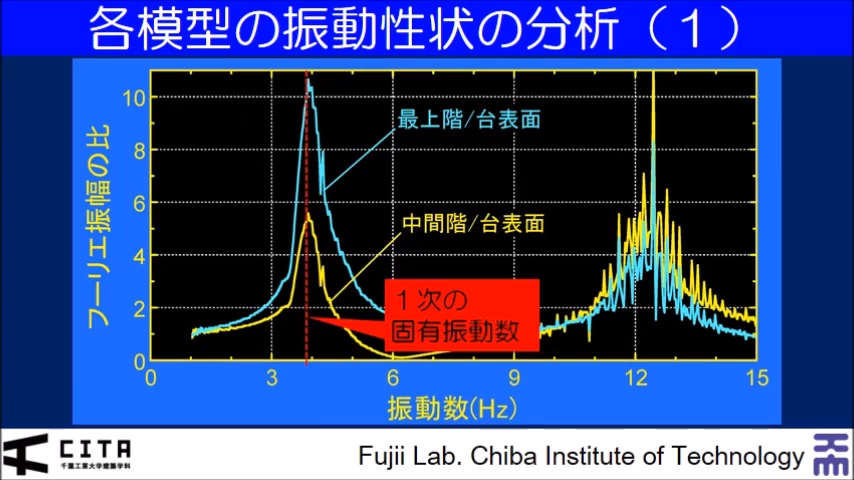 各模型の振動性状の分析（１）
フーリエ振幅の比
10
8
6
4
2
0
最上階/台表面
中間階/台表面
１次の
固有振動数
0 3 6 9 12 15
振動数(Hz)
CITA
千葉工業大学建築学科
Fujii Lab. Chiba Institute of Technology